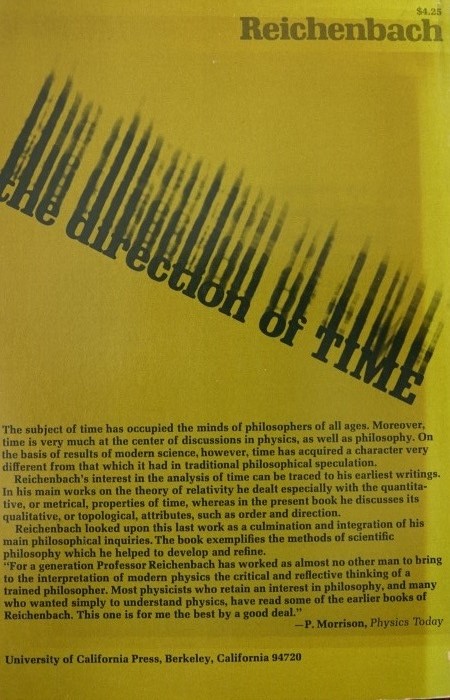 $4.25
Reichenbach
the direction of TIME
The subject of time has occupied the minds of philosophers of all ages. Moreover,
time is very much at the center of discussions in physics, as well as philosophy. On
the basis of results of modern science, however, time has acquired a character very
different from that which it had in traditional philosophical speculation.
Reichenbach's interest in the analysis of time can be traced to his earliest writings.
In his main works on the theory of relativity he dealt especially with the quantita-
tive, or metrical, properties of time, whereas in the present book he discusses its
qualitative, or topological, attributes, such as order and direction.
Reichenbach looked upon this last work as a culmination and integration of his
main philosophical inquiries. The book exemplifies the methods of scientific
philosophy which he helped to develop and refine.
"For a generation Professor Reichenbach has worked as almost no other man to bring
to the interpretation of modern physics the critical and reflective thinking of a
trained philosopher. Most physicists who retain an interest in philosophy, and many
who wanted simply to understand physics, have read some of the earlier books of
Reichenbach. This one is for me the best by a good deal."
—P. Morrison, Physics Today
University of California Press, Berkeley, California 94720